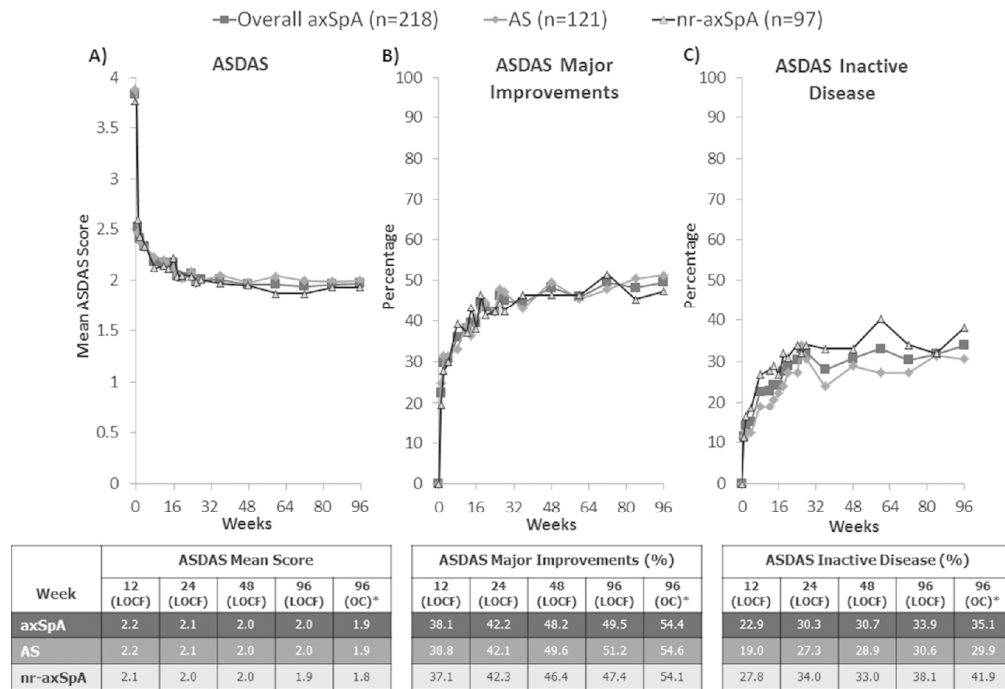 Overall axSpA (n=218) AS (n=121) nr-axSpA (n=97)
A) ASDAS
B) ASDAS Major
Improvements
C) ASDAS Inactive
Disease
Mean ASDAS Score
4
3.5
3
2.5
2
1.5
1
0.5
0
0 16 32 48 64 80 96
Weeks
Percentage
100
90
80
70
60
50
40
30
20
10
0
0 16 32 48 64 80 96
Weeks
Percentage
100
90
80
70
60
50
40
30
20
10
0
0 16 32 48 64 80 96
Weeks
Week ASDAS Mean Score
12 24 48 96 96
(LOCF) (LOCF) (LOCF) (LOCF) (OC)*
axSpA 2.2 2.1 2.0 2.0 1.9
AS 2.2 2.1 2.0 2.0 1.9
nr-axSpA 2.1 2.0 2.0 1.9 1.8
ASDAS Major Improvements (%)
12 24 48 96 96
(LOCF) (LOCF) (LOCF) (LOCF) (OC)*
38.1 42.2 48.2 49.5 54.4
38.8 42.1 49.6 51.2 54.6
37.1 42.3 46.4 47.4 54.1
ASDAS Inactive Disease (%)
12 24 48 96 96
(LOCF) (LOCF) (LOCF) (LOCF) (OC)*
22.9 30.3 30.7 33.9 35.1
19.0 27.3 28.9 30.6 29.9
27.8 34.0 33.0 38.1 41.9